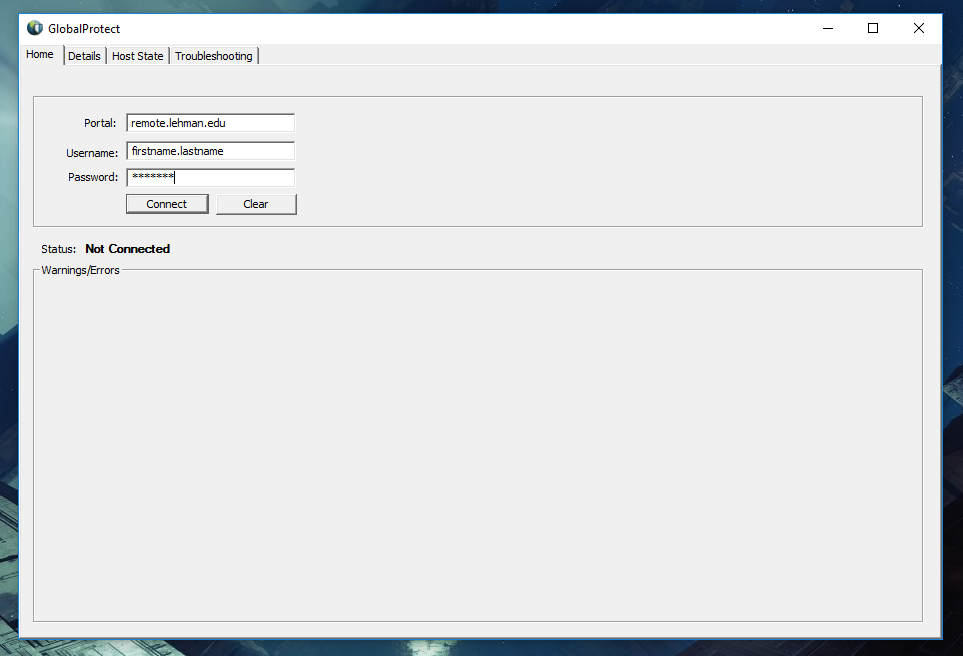 GlobalProtect
Home Details Host State Troubleshooting
Portal: remote.lehman.edu
Username: firstname.lastname
Password: *******
Connect Clear
Status: Not Connected
Warnings/Errors